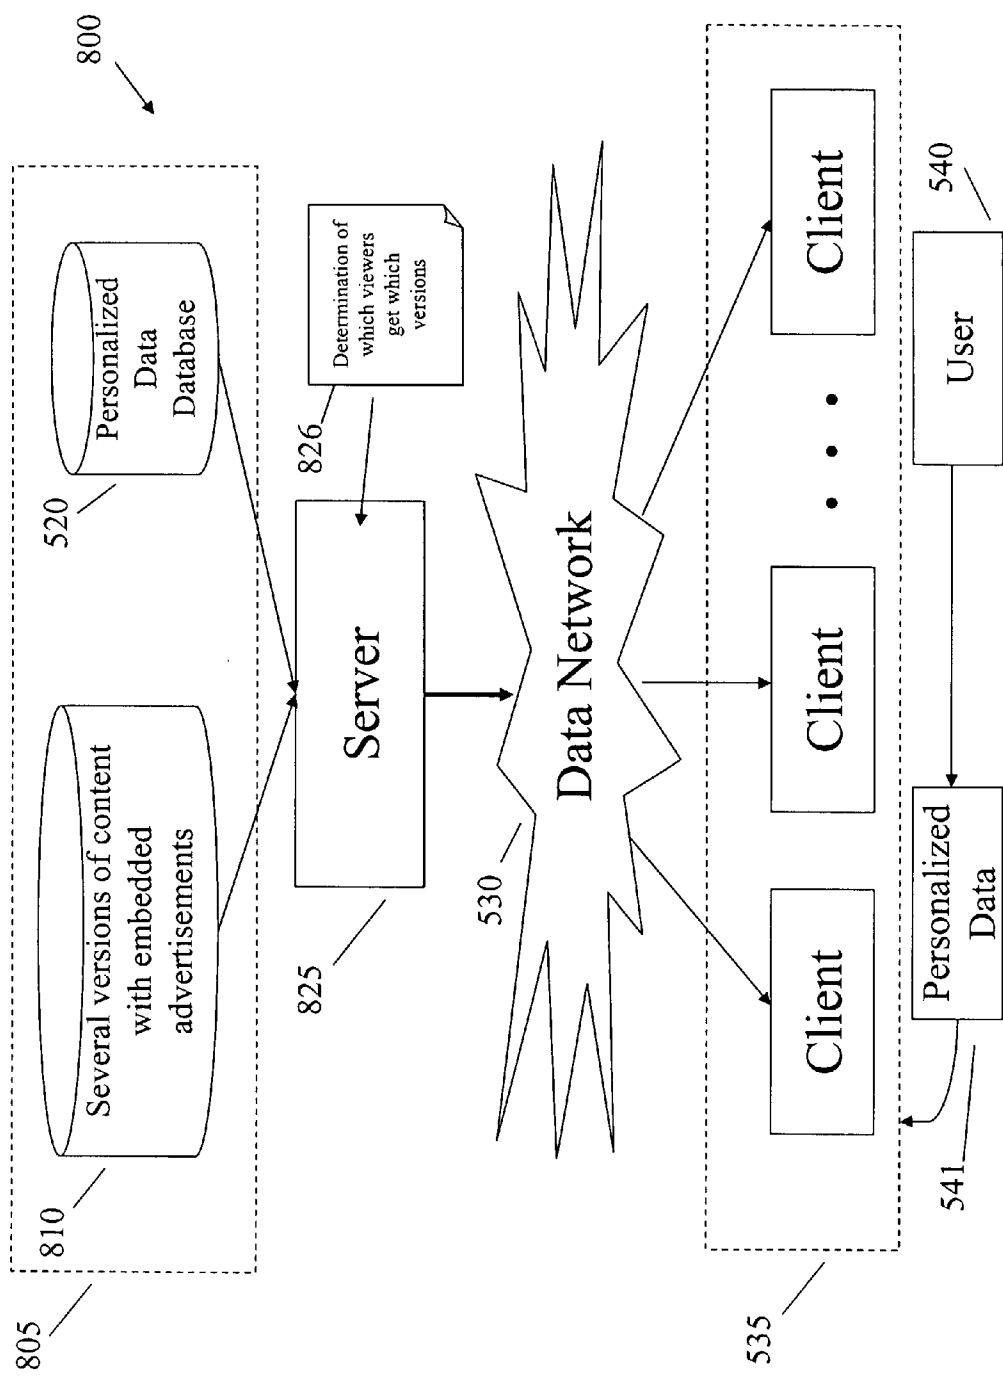 800
805
810
Several versions of content
with embedded
advertisements
520
Personalized
Data
Database
825
Server
826
Determination of
which viewers
get which
versions
530
Data Network
535
Client
Client
Client
541
Personalized
Data
User
540